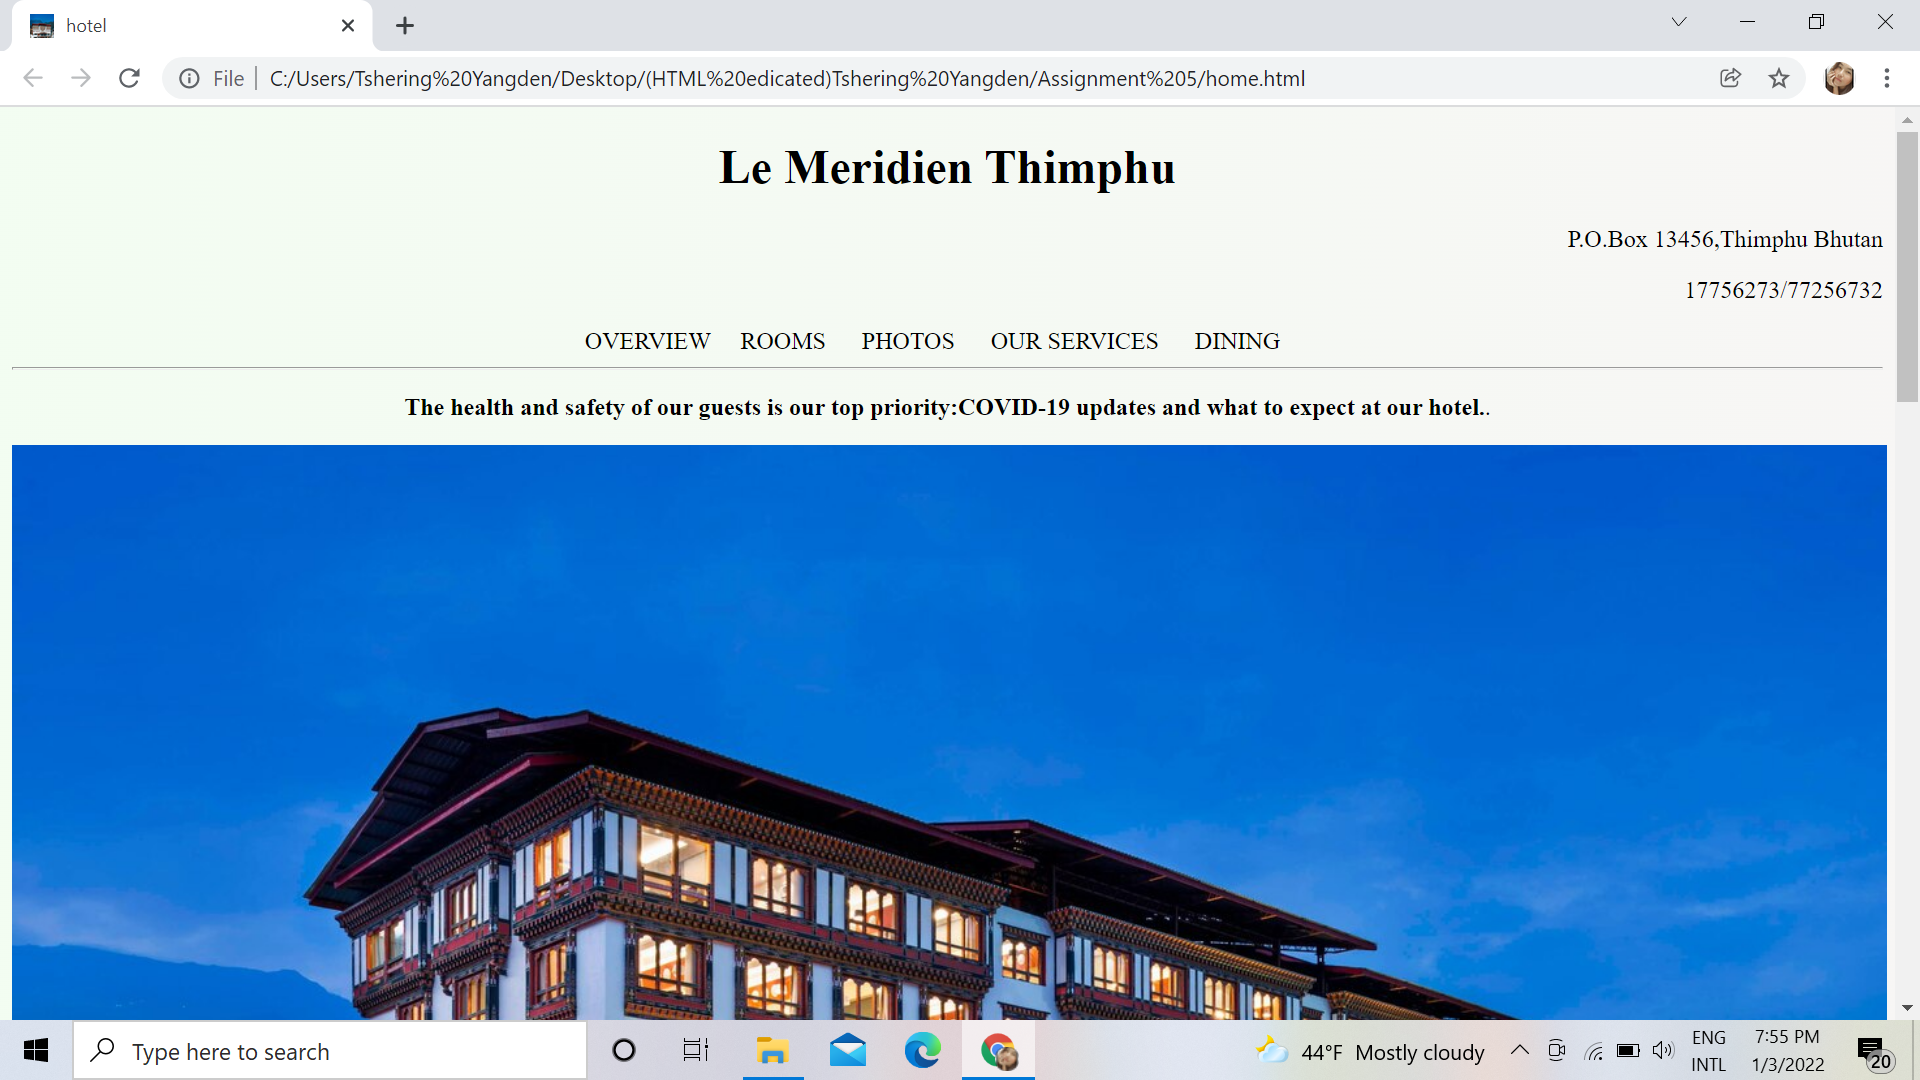 hotel
File C:/Users/Tshering%20Yangden/Desktop/(HTML%20edicated)Tshering%20Yangden/Assignment%205/home.html
Le Meridien Thimphu
P.O.Box 13456,Thimphu Bhutan
17756273/77256732
OVERVIEW ROOMS PHOTOS OUR SERVICES DINING
The health and safety of our guests is our top priority:COVID-19 updates and what to expect at our hotel..
Type here to search
44°F Mostly cloudy
ENG
INTL
7:55 PM
1/3/2022
20